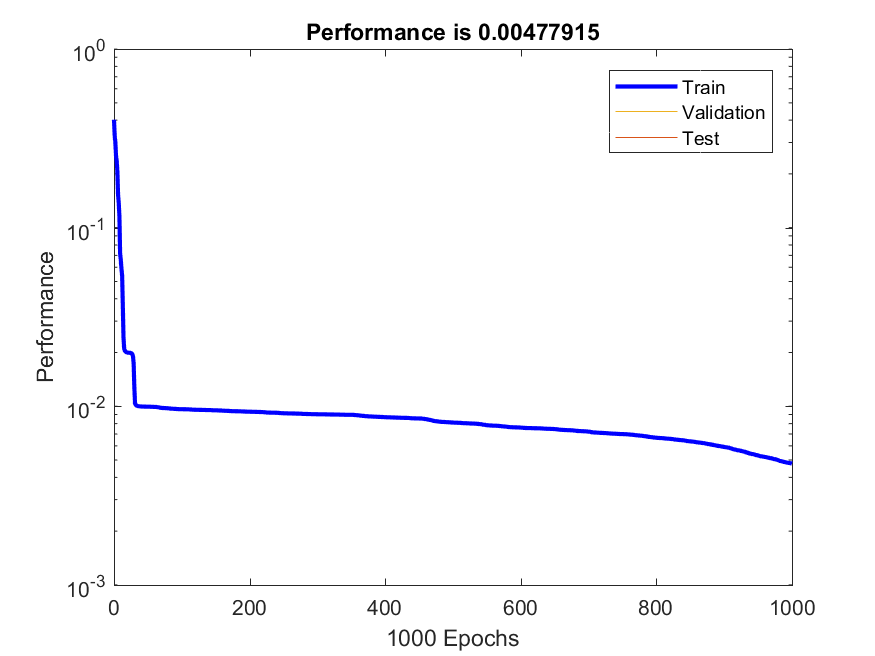 Performance is 0.00477915
10^0
10^-1
10^-2
10^-3
Performance
Train
Validation
Test
0 200 400 600 800 1000
1000 Epochs